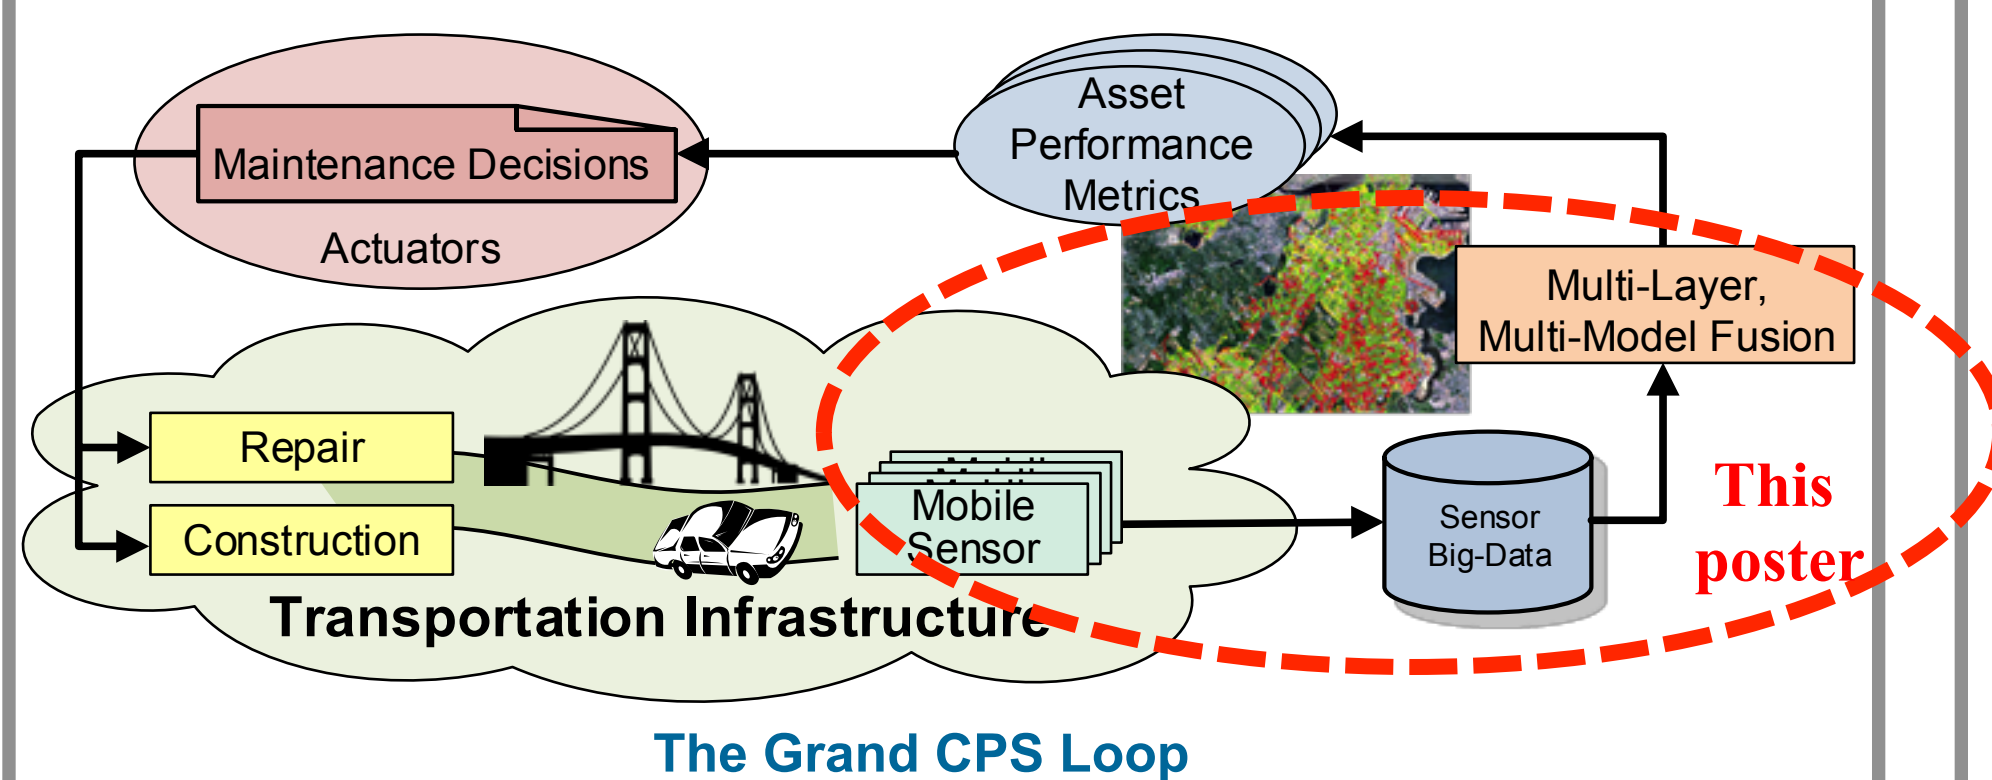 Asset
Performance
Metrics
Maintenance Decisions
Actuators
Multi-Layer,
Multi-Model Fusion
Repair
Construction
Mobile
Sensor
Sensor
Big-Data
This
poster
Transportation Infrastructure
The Grand CPS Loop